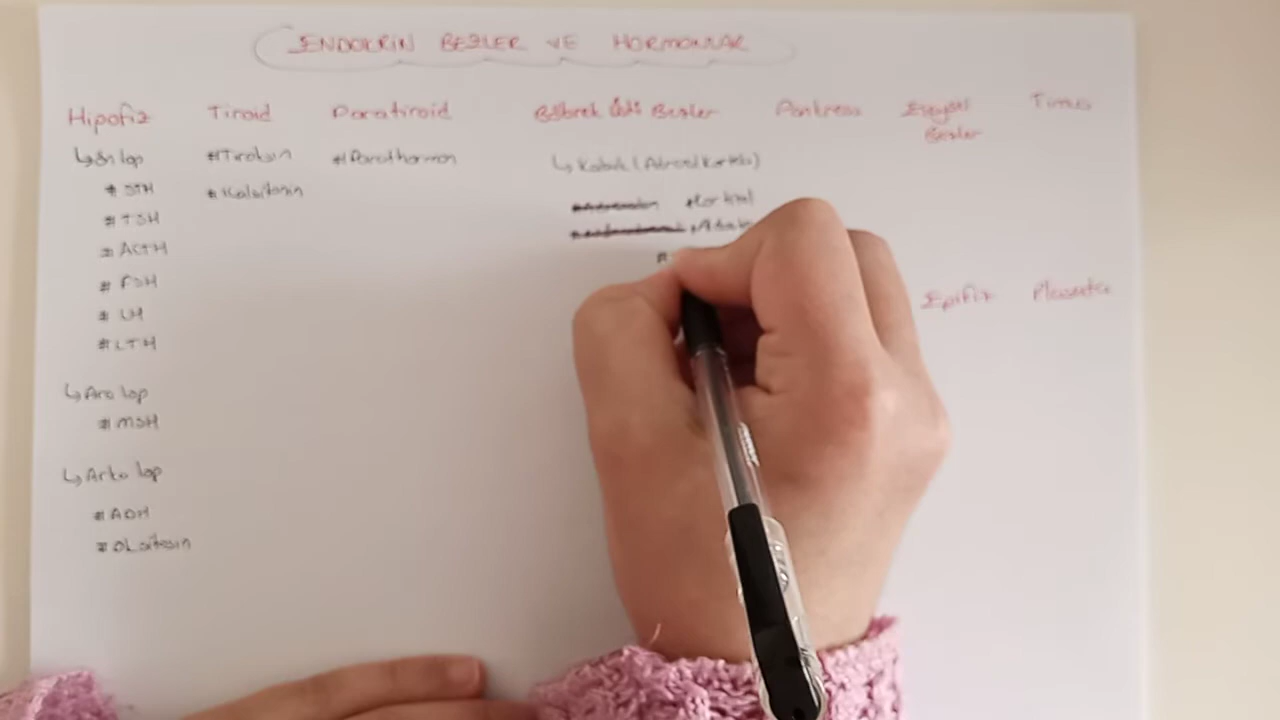 ENDOKRİN BEZLER VE HORMONLAR
Hipofiz
↳Ön lop
# STH
# TSH
# ACTH
# FSH
# LH
# LTH
↳Ara lop
# MSH
↳Arka lop
# ADH
# Oksitosin
Tiroid
# Tiroksin
# Kalsitonin
Paratiroid
# Parathormon
Böbrek Üstü Bezler
↳Kabuk (Adrenal Korteks)
# Kortizol
#
Pankreas
Eşeysel
Bezler
Timus
Epifiz
Plasenta